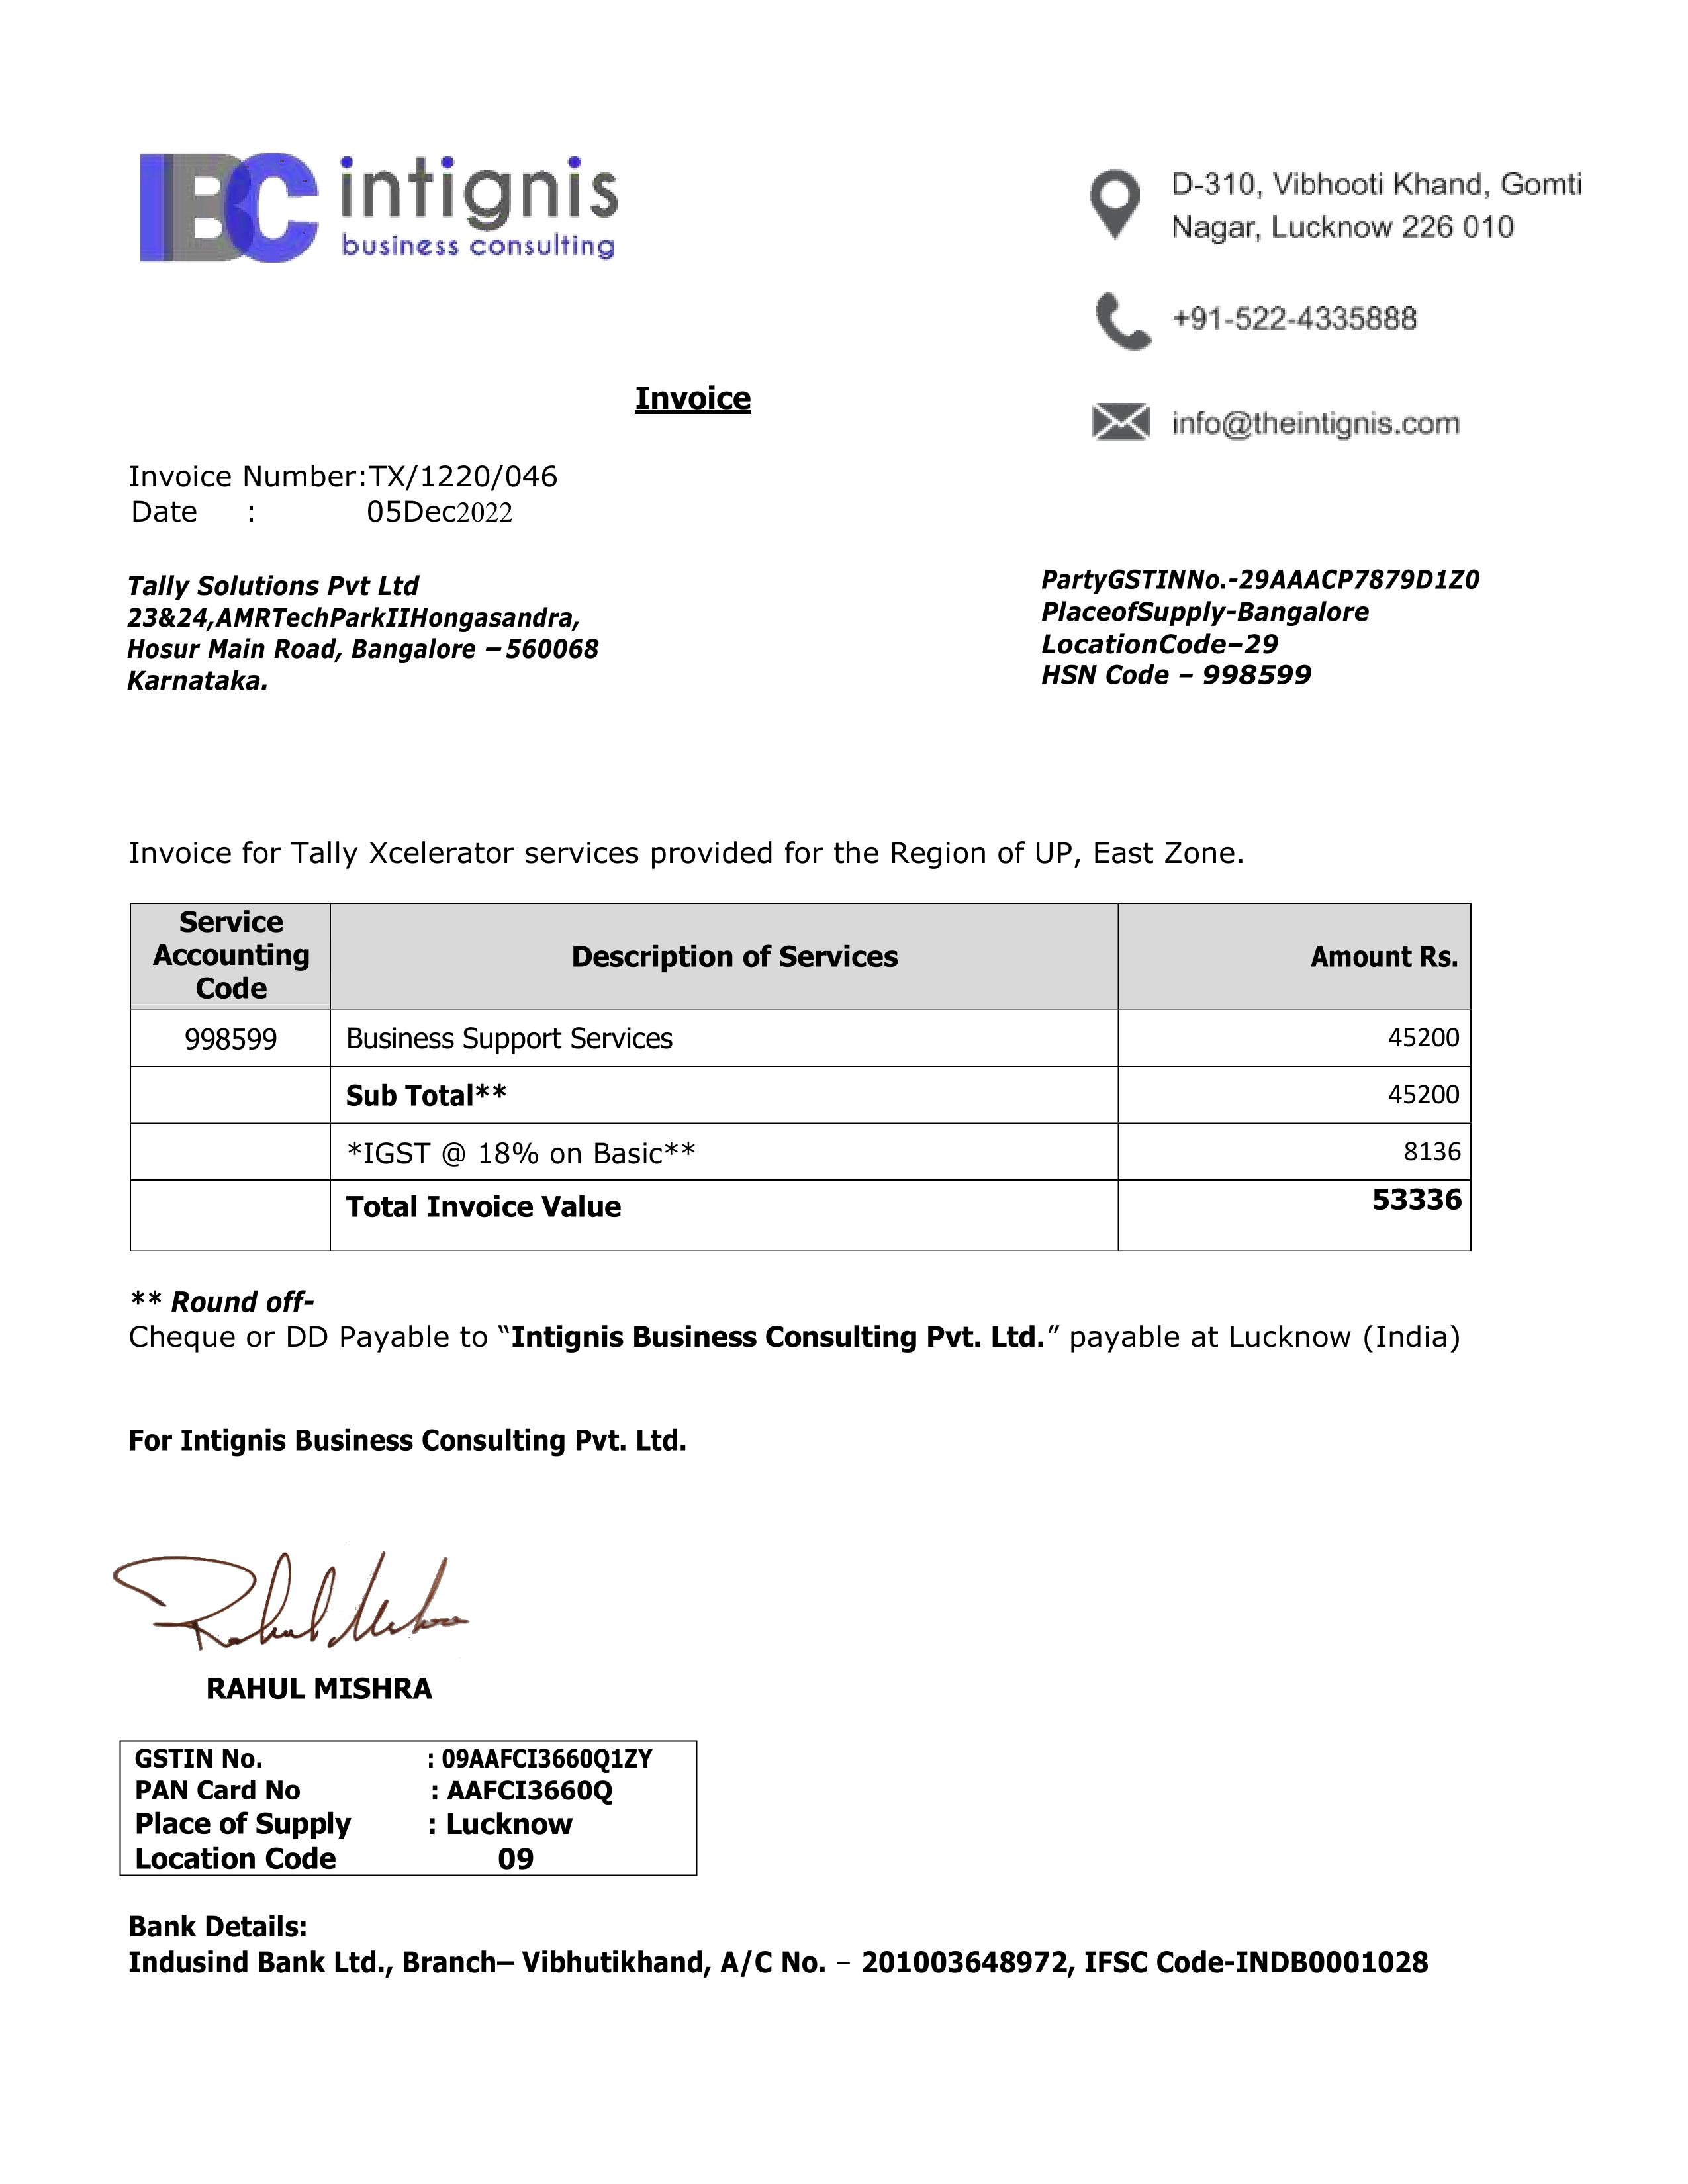 IBC intignis
business consulting
D-310, Vibhooti Khand, Gomti
Nagar, Lucknow 226 010
+91-522-4335888
info@theintignis.com
Invoice
Invoice Number:TX/1220/046
Date : 05Dec2022
Tally Solutions Pvt Ltd
23&24,AMRTechParkIIHongasandra,
Hosur Main Road, Bangalore – 560068
Karnataka.
PartyGSTINNo.-29AAACP7879D1Z0
PlaceofSupply-Bangalore
LocationCode–29
HSN Code – 998599
Invoice for Tally Xcelerator services provided for the Region of UP, East Zone.
Service Accounting Code | Description of Services | Amount Rs.
998599 | Business Support Services | 45200
Sub Total** | 45200
*IGST @ 18% on Basic** | 8136
Total Invoice Value | 53336
** Round off-
Cheque or DD Payable to “Intignis Business Consulting Pvt. Ltd.” payable at Lucknow (India)
For Intignis Business Consulting Pvt. Ltd.
Rahul Mishra
RAHUL MISHRA
GSTIN No. : 09AAFCI3660Q1ZY
PAN Card No : AAFCI3660Q
Place of Supply : Lucknow
Location Code 09
Bank Details:
Indusind Bank Ltd., Branch– Vibhutikhand, A/C No. – 201003648972, IFSC Code-INDB0001028